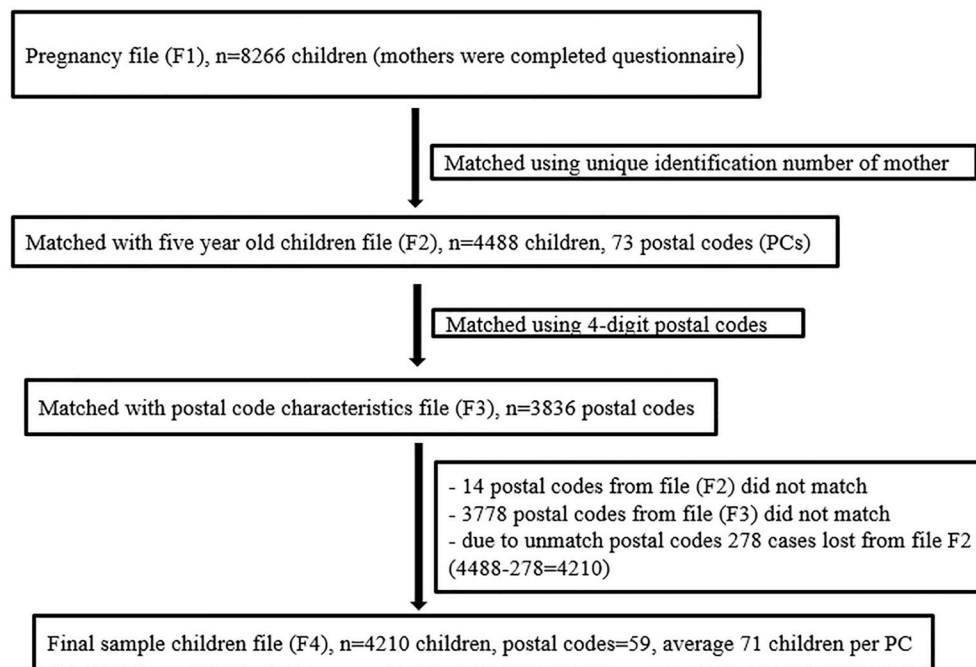 Pregnancy file (F1), n=8266 children (mothers were completed questionnaire)
Matched using unique identification number of mother
Matched with five year old children file (F2), n=4488 children, 73 postal codes (PCs)
Matched using 4-digit postal codes
Matched with postal code characteristics file (F3), n=3836 postal codes
- 14 postal codes from file (F2) did not match
- 3778 postal codes from file (F3) did not match
- due to unmatch postal codes 278 cases lost from file F2
(4488-278=4210)
Final sample children file (F4), n=4210 children, postal codes=59, average 71 children per PC